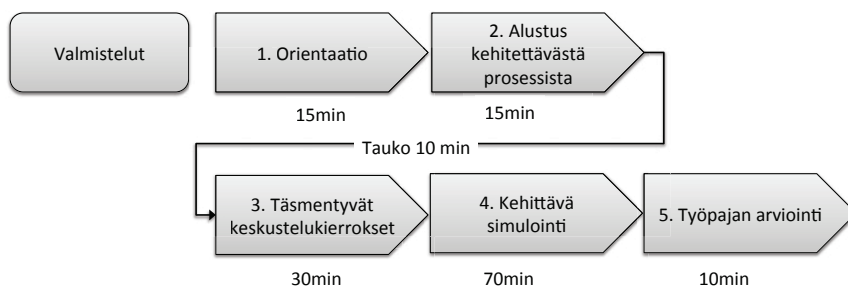 Valmistelut
1. Orientaatio
2. Alustus
kehitettävästä
prosessista
15min
15min
Tauko 10 min
3. Täsmentyvät
keskustelukierrokset
4. Kehittävä
simulointi
5. Työpajan arviointi
30min
70min
10min